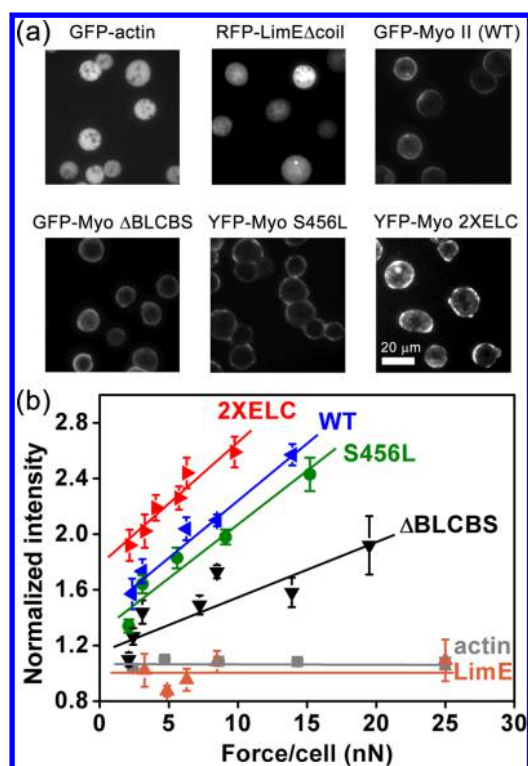 (a)
GFP-actin RFP-LimEΔcoil GFP-Myo II (WT)
GFP-Myo ΔBLCBS YFP-Myo S456L YFP-Myo 2XELC
20 μm
(b)
2XELC
WT
S456L
ΔBLCBS
actin
LimE
Normalized intensity
2.8
2.4
2.0
1.6
1.2
0.8
0 5 10 15 20 25 30
Force/cell (nN)